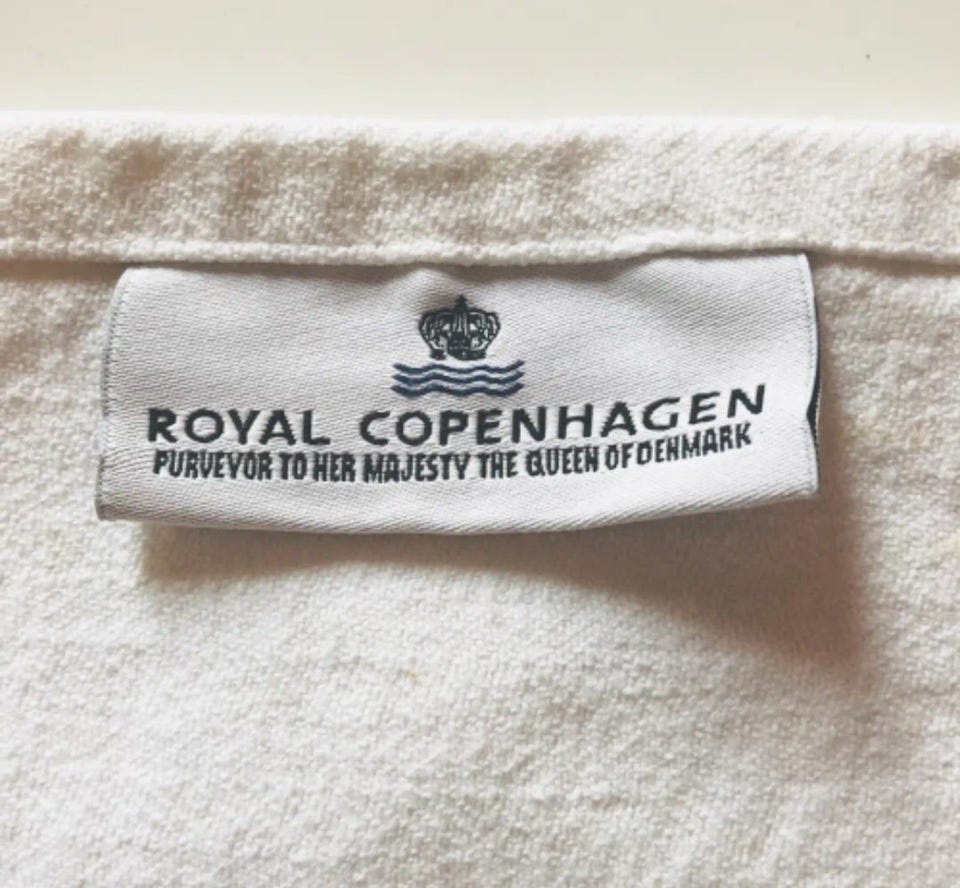 ROYAL COPENHAGEN
PURVEYOR TO HER MAJESTY THE QUEEN OF DENMARK